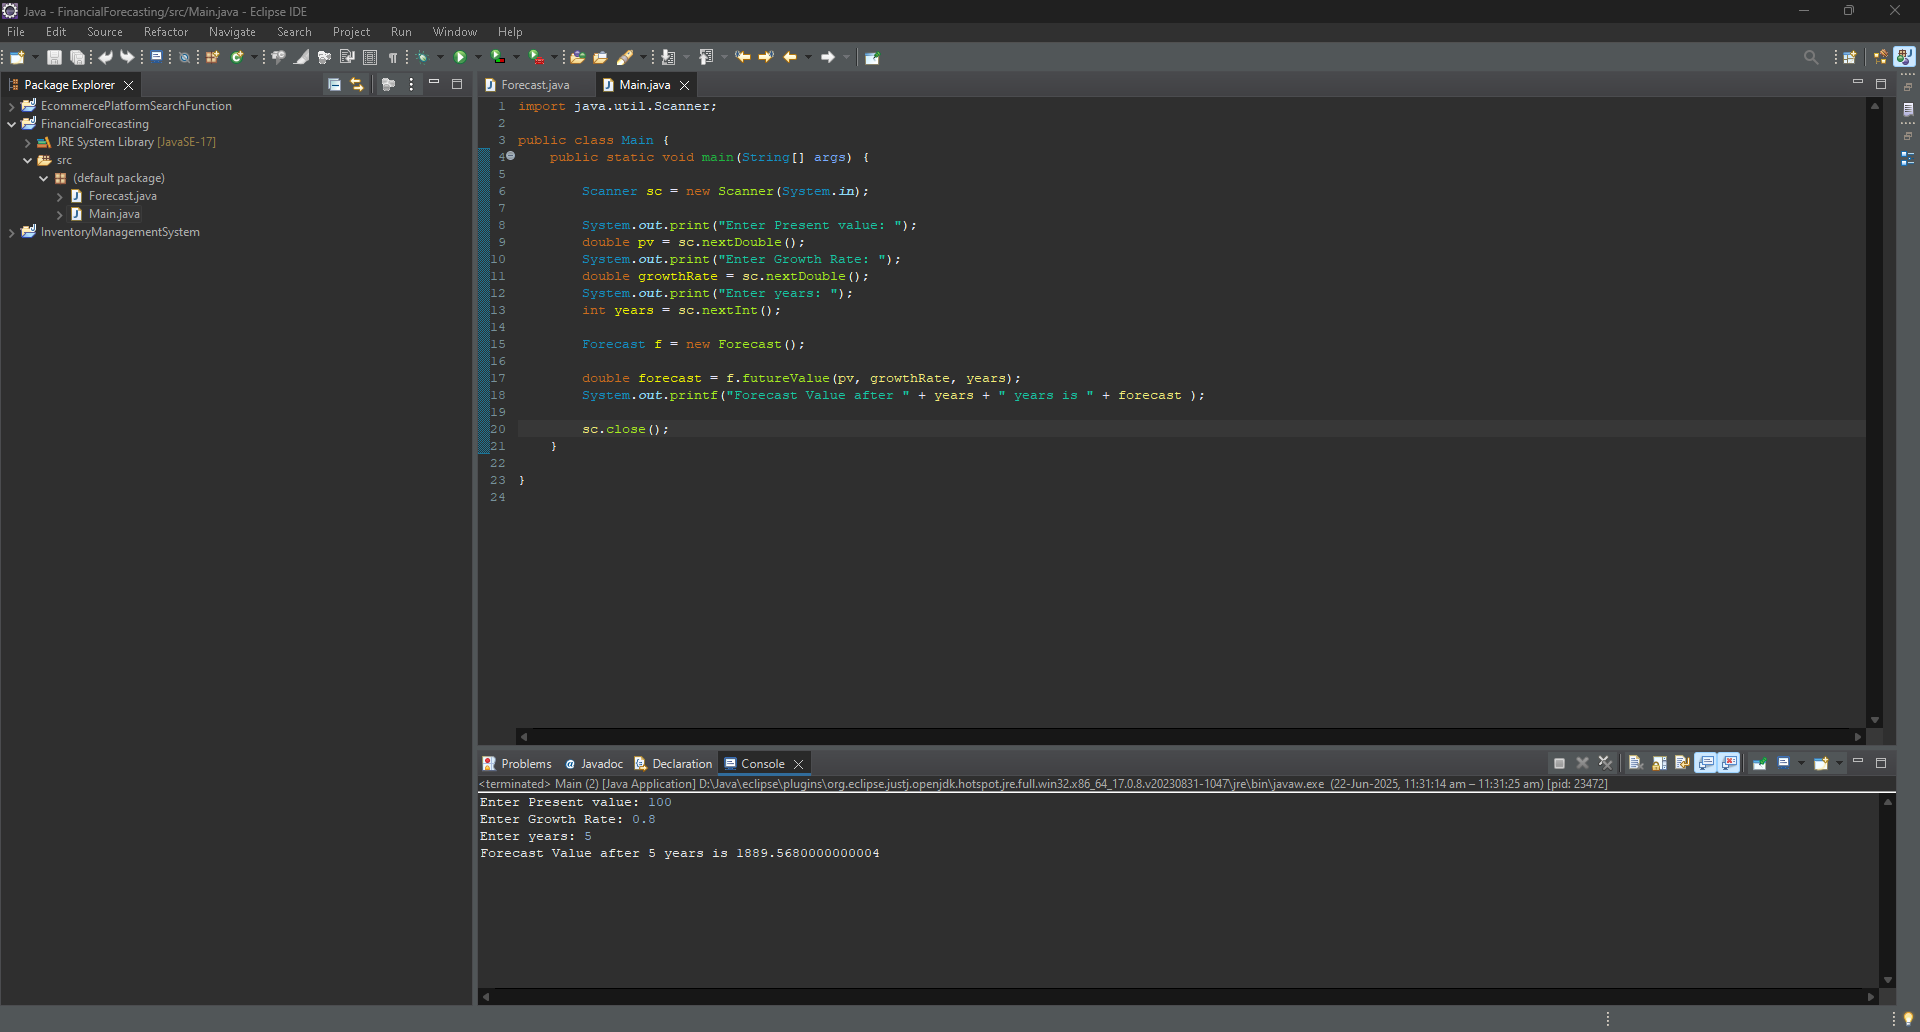 Java - FinancialForecasting/src/Main.java - Eclipse IDE
File Edit Source Refactor Navigate Search Project Run Window Help
Package Explorer
EcommercePlatformSearchFunction
FinancialForecasting
JRE System Library [JavaSE-17]
src
(default package)
Forecast.java
Main.java
InventoryManagementSystem
Forecast.java Main.java
1 import java.util.Scanner;
2
3 public class Main {
4 public static void main(String[] args) {
5
6 Scanner sc = new Scanner(System.in);
7
8 System.out.print("Enter Present value: ");
9 double pv = sc.nextDouble();
10 System.out.print("Enter Growth Rate: ");
11 double growthRate = sc.nextDouble();
12 System.out.print("Enter years: ");
13 int years = sc.nextInt();
14
15 Forecast f = new Forecast();
16
17 double forecast = f.futureValue(pv, growthRate, years);
18 System.out.printf("Forecast Value after " + years + " years is " + forecast );
19
20 sc.close();
21 }
22
23 }
24
Problems Javadoc Declaration Console
<terminated> Main (2) [Java Application] D:\Java\eclipse\plugins\org.eclipse.justj.openjdk.hotspot.jre.full.win32.x86_64_17.0.8.v20230831-1047\jre\bin\javaw.exe (22-Jun-2025, 11:31:14 am – 11:31:25 am) [pid: 23472]
Enter Present value: 100
Enter Growth Rate: 0.8
Enter years: 5
Forecast Value after 5 years is 1889.5680000000004